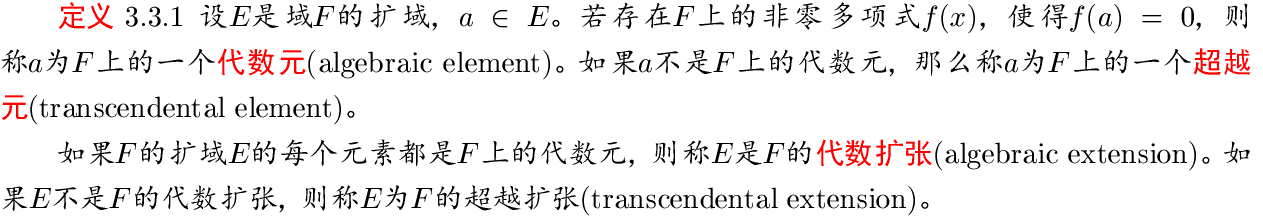 定义 3.3.1 设E是域F的扩域，a ∈ E。若存在F上的非零多项式f(x)，使得f(a) = 0，则
称a为F上的一个代数元(algebraic element)。如果a不是F上的代数元，那么称a为F上的一个超越
元(transcendental element)。
如果F的扩域E的每个元素都是F上的代数元，则称E是F的代数扩张(algebraic extension)。如
果E不是F的代数扩张，则称E为F的超越扩张(transcendental extension)。